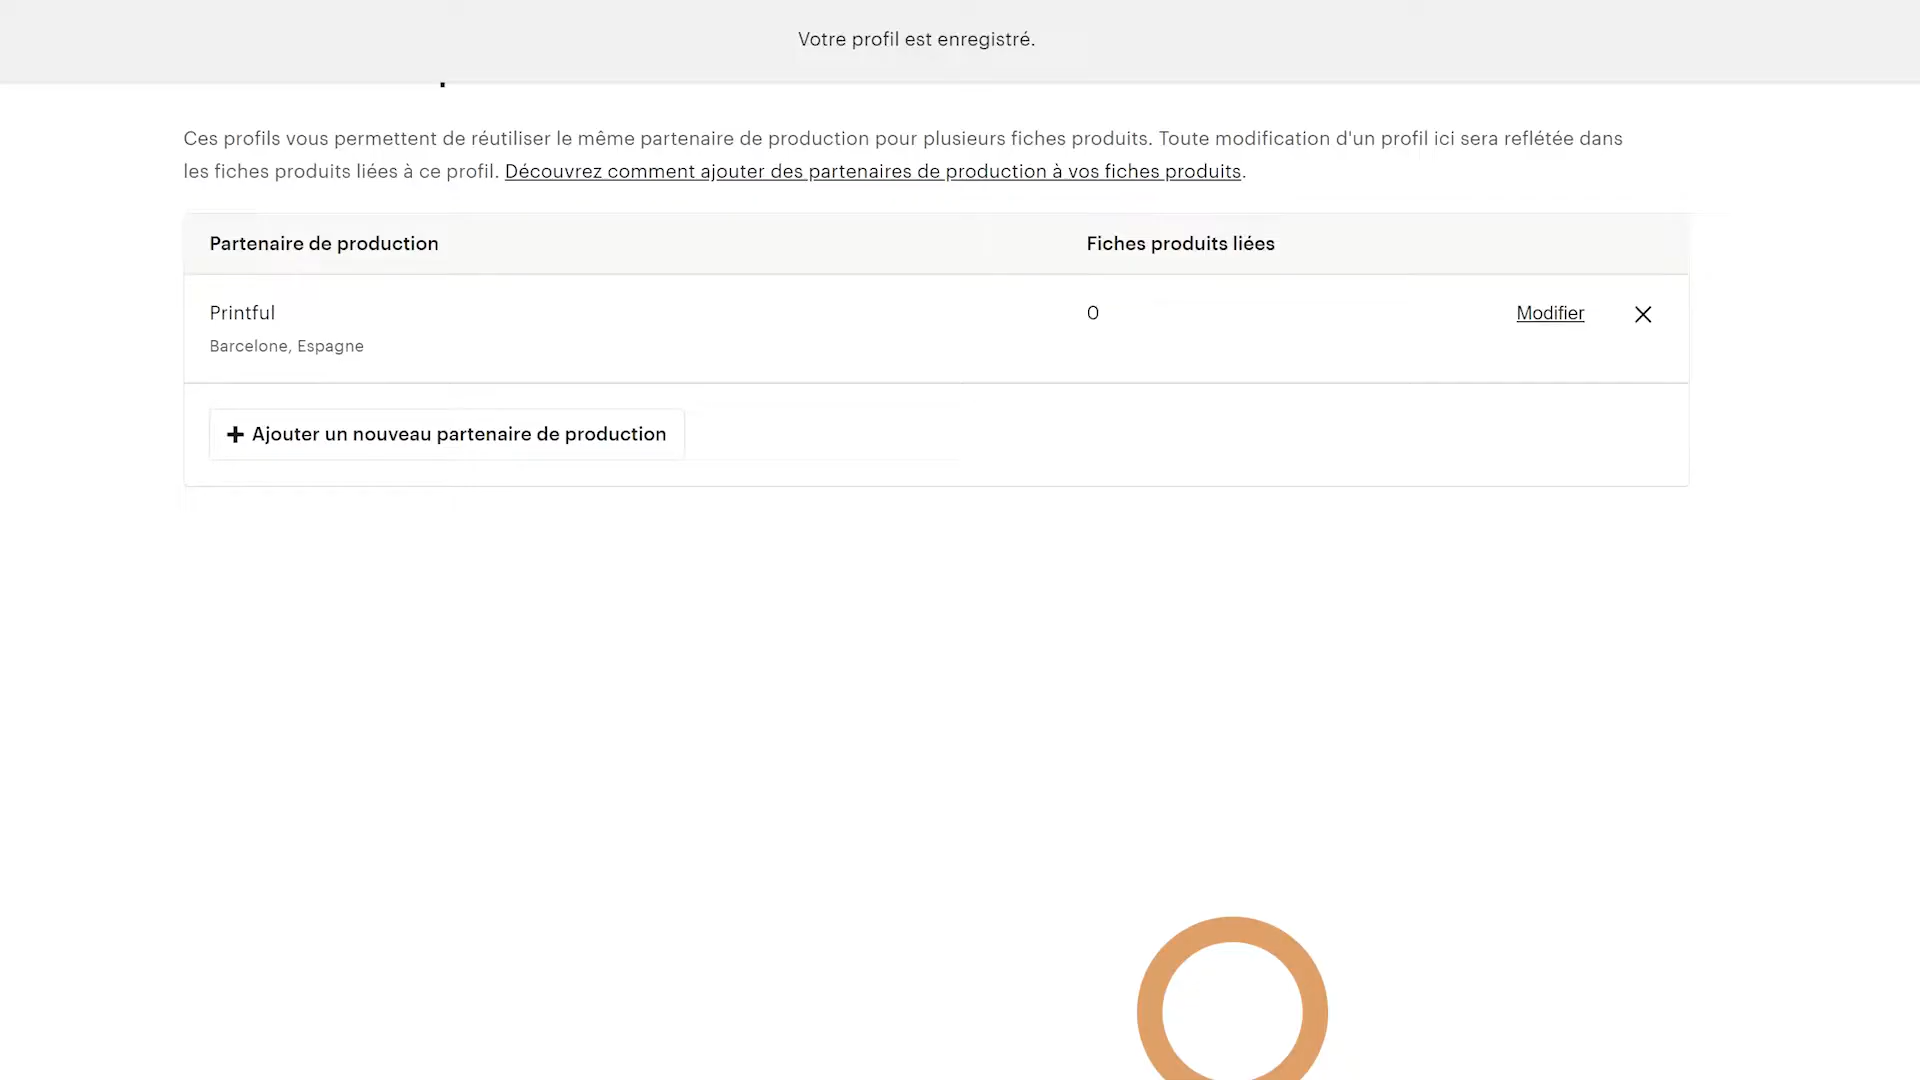 Votre profil est enregistré.
Ces profils vous permettent de réutiliser le même partenaire de production pour plusieurs fiches produits. Toute modification d'un profil ici sera reflétée dans
les fiches produits liées à ce profil. Découvrez comment ajouter des partenaires de production à vos fiches produits.
Partenaire de production
Fiches produits liées
Printful
0
Modifier
Barcelone, Espagne
Ajouter un nouveau partenaire de production